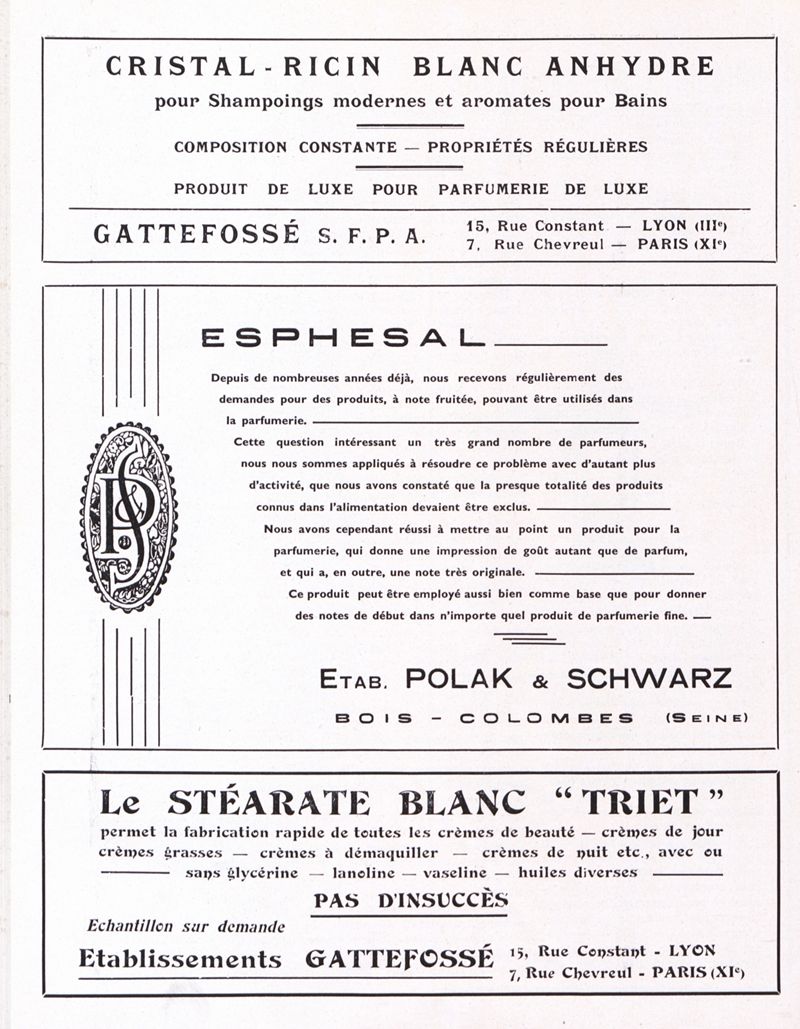 CRISTAL-RICIN BLANC ANHYDRE
pour Shampoings modernes et aromates pour Bains
COMPOSITION CONSTANTE — PROPRIÉTÉS RÉGULIÈRES
PRODUIT DE LUXE POUR PARFUMERIE DE LUXE
GATTEFOSSÉ S. F. P. A.
15, Rue Constant — LYON (IIIe)
7, Rue Chevreul — PARIS (XIe)
ESPHESAL
Depuis de nombreuses années déjà, nous recevons régulièrement des
demandes pour des produits, à note fruitée, pouvant être utilisés dans
la parfumerie.
Cette question intéressant un très grand nombre de parfumeurs,
nous nous sommes appliqués à résoudre ce problème avec d'autant plus
d'activité, que nous avons constaté que la presque totalité des produits
connus dans l'alimentation devaient être exclus.
Nous avons cependant réussi à mettre au point un produit pour la
parfumerie, qui donne une impression de goût autant que de parfum,
et qui a, en outre, une note très originale.
Ce produit peut être employé aussi bien comme base que pour donner
des notes de début dans n'importe quel produit de parfumerie fine.
P&S
ETAB. POLAK & SCHWARZ
BOIS - COLOMBES (SEINE)
Le STÉARATE BLANC “TRIET”
permet la fabrication rapide de toutes les crèmes de beauté — crèmes de jour
crèmes grasses — crèmes à démaquiller — crèmes de nuit etc., avec ou
sans glycérine — lanoline — vaseline — huiles diverses
PAS D'INSUCCÈS
Echantillon sur demande
Etablissements GATTEFOSSÉ
15, Rue Constant - LYON
7, Rue Chevreul - PARIS (XIe)